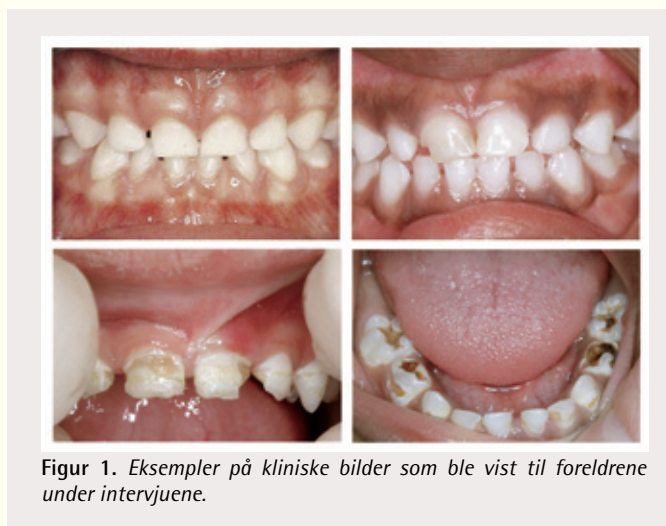 Figur 1. Eksempler på kliniske bilder som ble vist til foreldrene
under intervjuene.